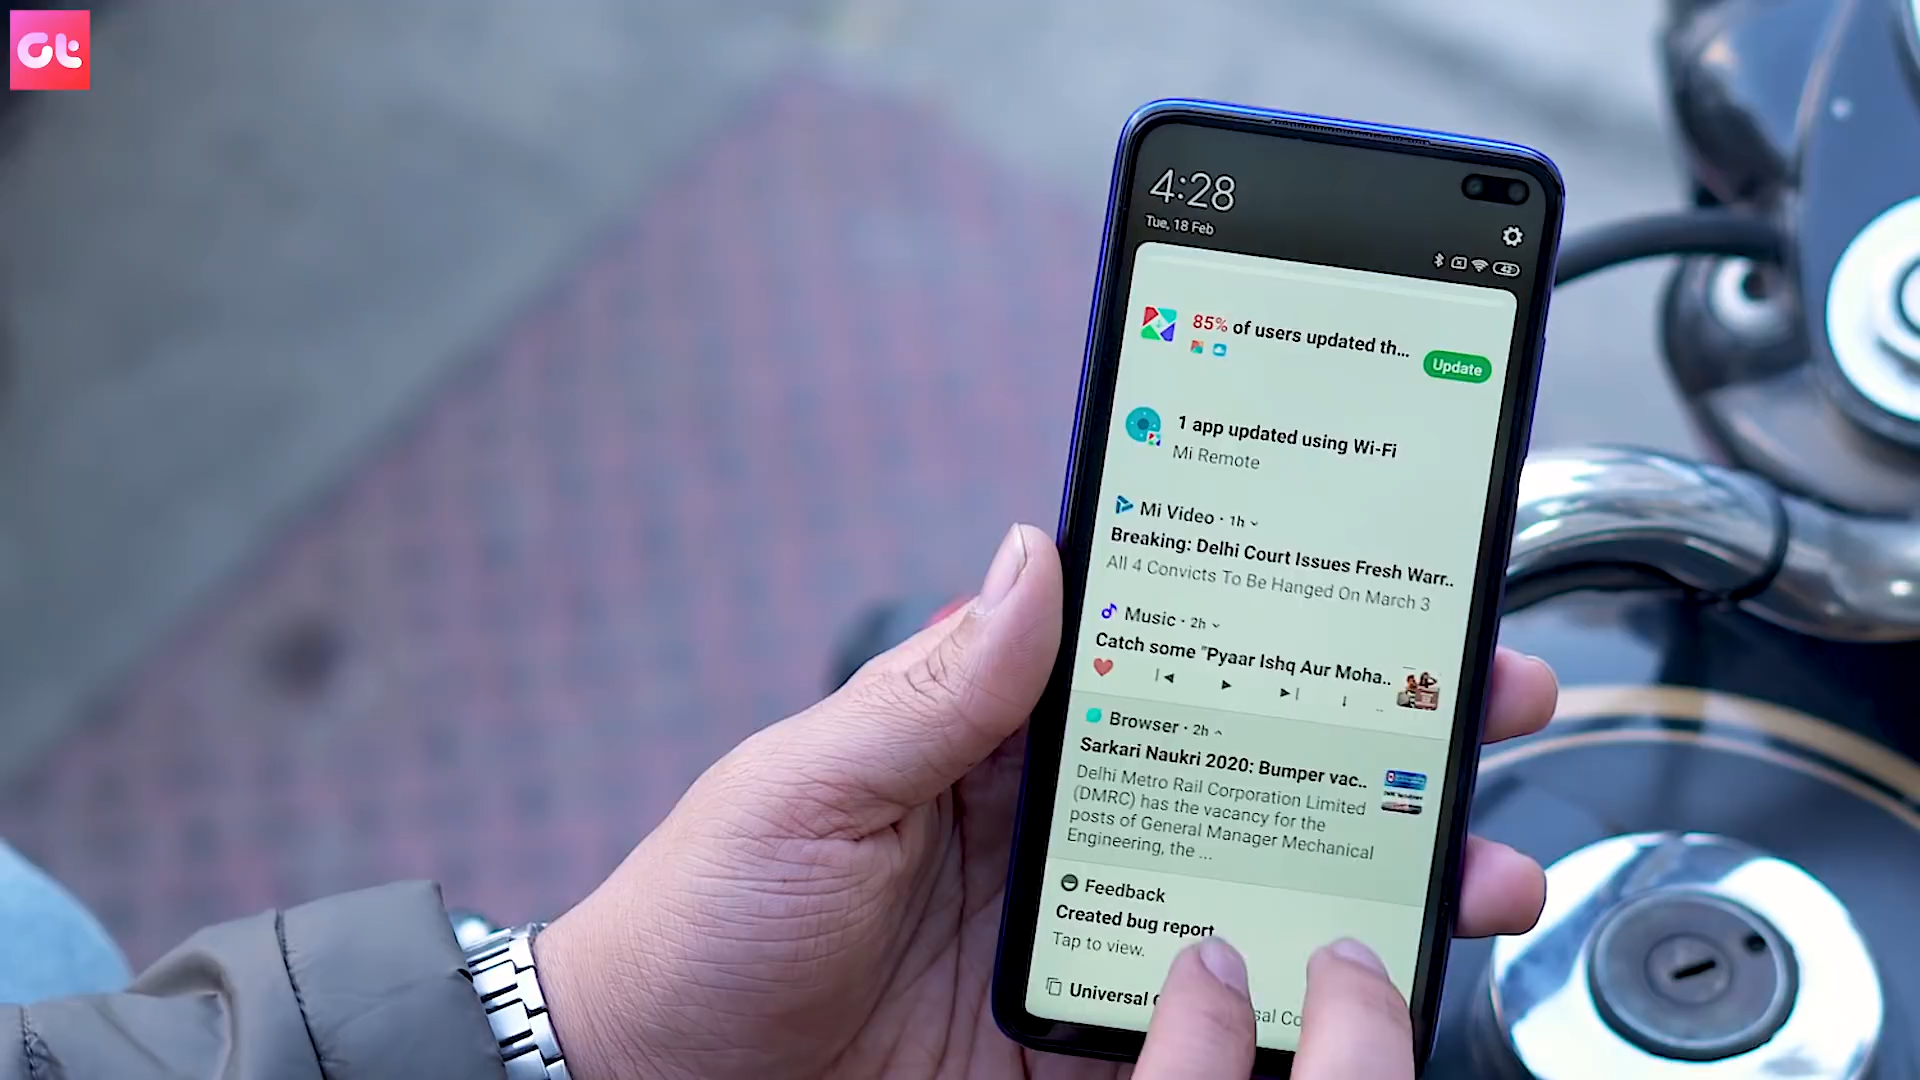 Gt
4:28
Tue, 18 Feb
42
85% of users updated th...
Update
1 app updated using Wi-Fi
Mi Remote
Mi Video · 1h
Breaking: Delhi Court Issues Fresh Warr..
All 4 Convicts To Be Hanged On March 3
Music · 2h
Catch some "Pyaar Ishq Aur Moha..
Browser · 2h
Sarkari Naukri 2020: Bumper vac..
Delhi Metro Rail Corporation Limited
(DMRC) has the vacancy for the
posts of General Manager Mechanical
Engineering, the ...
Feedback
Created bug report
Tap to view.
Universal